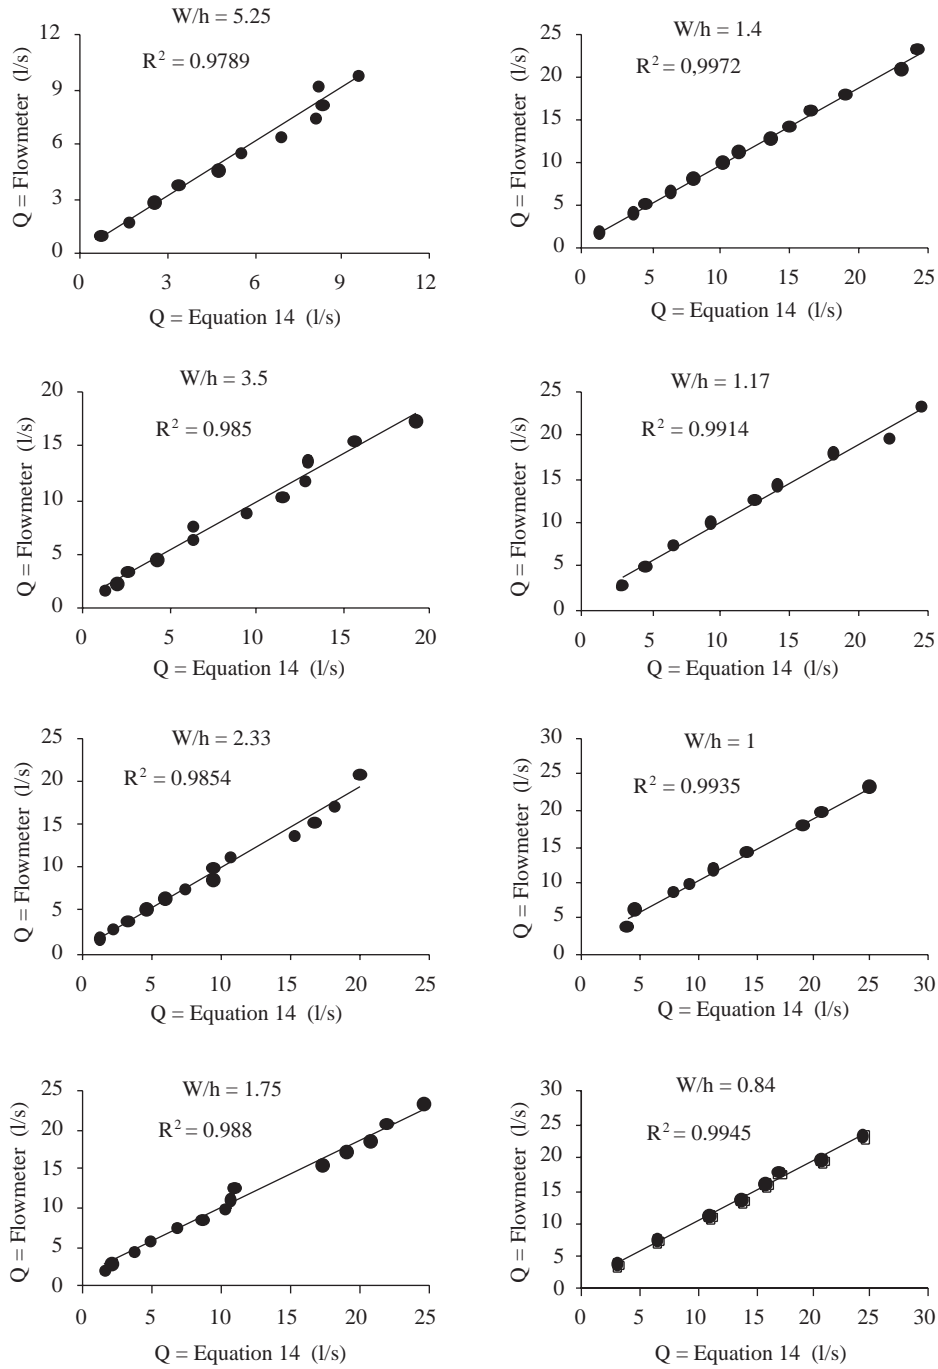 W/h = 5.25
R² = 0.9789
12
9
6
3
0
Q = Flowmeter (l/s)
0 3 6 9 12
Q = Equation 14 (l/s)
W/h = 1.4
R² = 0,9972
25
20
15
10
5
0
Q = Flowmeter (l/s)
0 5 10 15 20 25
Q = Equation 14 (l/s)
W/h = 3.5
R² = 0.985
20
15
10
5
0
Q = Flowmeter (l/s)
0 5 10 15 20
Q = Equation 14 (l/s)
W/h = 1.17
R² = 0.9914
25
20
15
10
5
0
Q = Flowmeter (l/s)
0 5 10 15 20 25
Q = Equation 14 (l/s)
W/h = 2.33
R² = 0.9854
25
20
15
10
5
0
Q = Flowmeter (l/s)
0 5 10 15 20 25
Q = Equation 14 (l/s)
W/h = 1
R² = 0.9935
30
25
20
15
10
5
0
Q = Flowmeter (l/s)
0 5 10 15 20 25 30
Q = Equation 14 (l/s)
W/h = 1.75
R² = 0.988
25
20
15
10
5
0
Q = Flowmeter (l/s)
0 5 10 15 20 25
Q = Equation 14 (l/s)
W/h = 0.84
R² = 0.9945
30
25
20
15
10
5
0
Q = Flowmeter (l/s)
0 5 10 15 20 25 30
Q = Equation 14 (l/s)